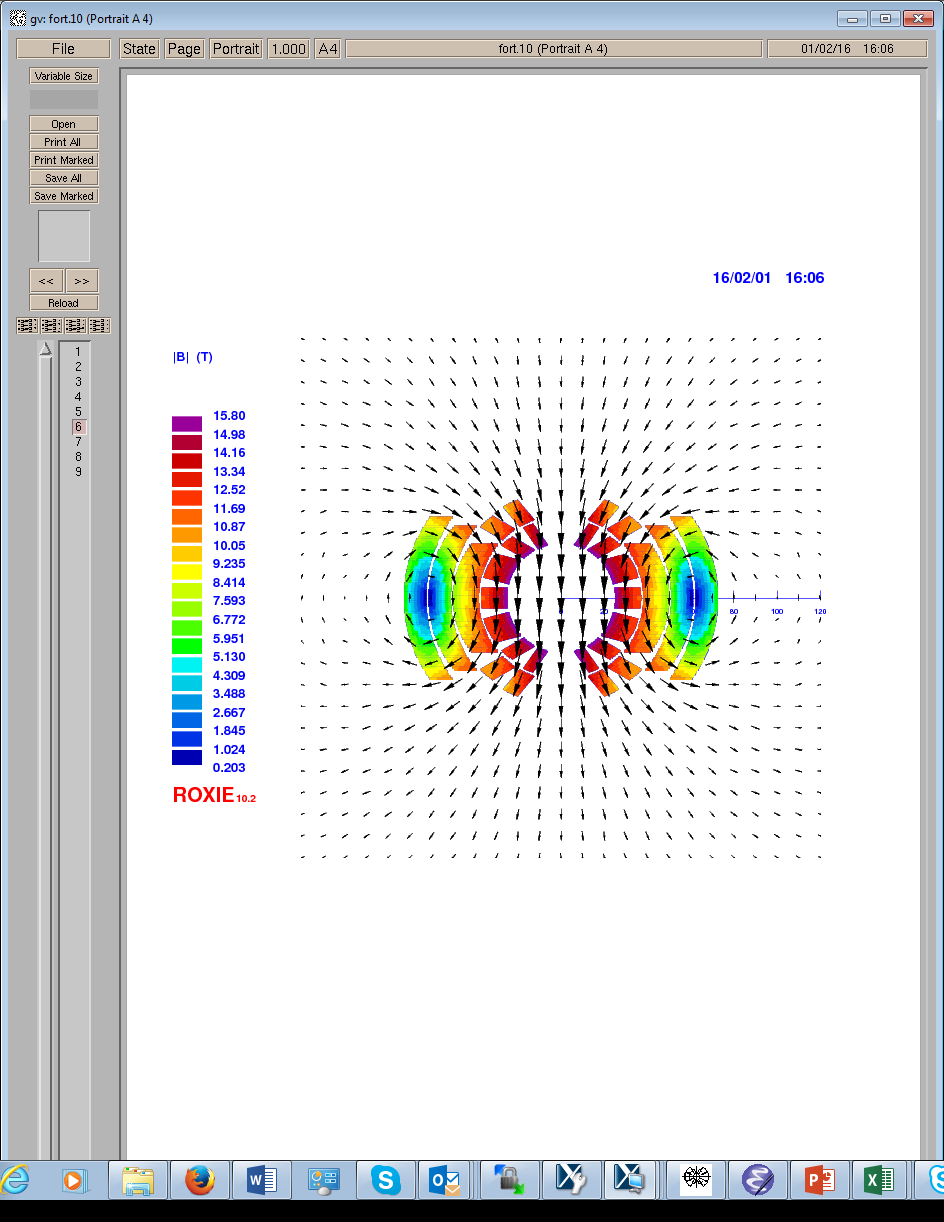 gv: fort.10 (Portrait A 4)
File State Page Portrait 1.000 A4 fort.10 (Portrait A 4) 01/02/16 16:06
Variable Size
Open
Print All
Print Marked
Save All
Save Marked
<< >>
Reload
1
2
3
4
5
6
7
8
9
16/02/01 16:06
|B| (T)
15.80
14.98
14.16
13.34
12.52
11.69
10.87
10.05
9.235
8.414
7.593
6.772
5.951
5.130
4.309
3.488
2.667
1.845
1.024
0.203
ROXIE 10.2
80 100 120